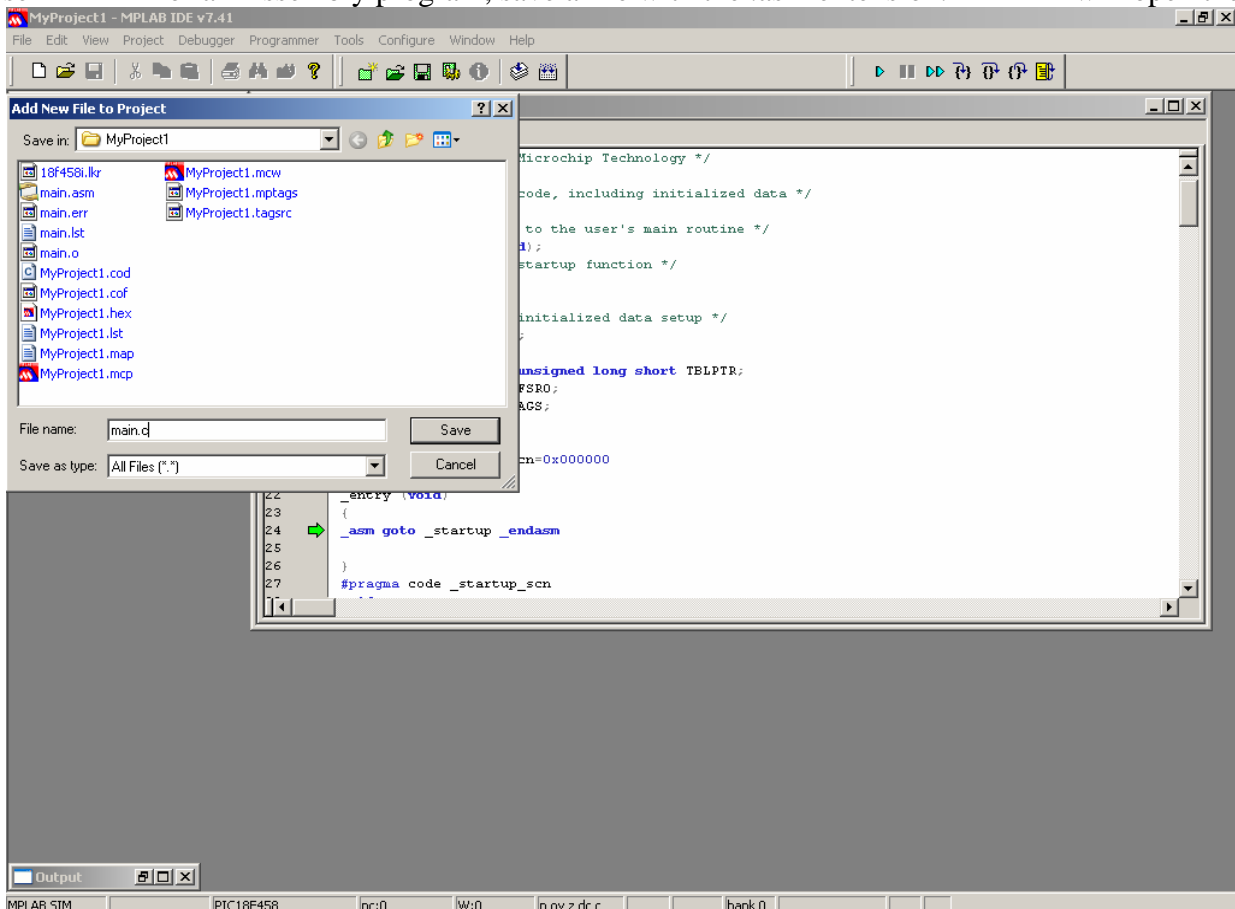 MyProject1 - MPLAB IDE v7.41
File Edit View Project Debugger Programmer Tools Configure Window Help
Add New File to Project
Save in: MyProject1
18f458i.lkr
main.asm
main.err
main.lst
main.o
MyProject1.cod
MyProject1.cof
MyProject1.hex
MyProject1.lst
MyProject1.map
MyProject1.mcp
MyProject1.mcw
MyProject1.mptags
MyProject1.tagsrc
File name: main.c
Save
Save as type: All Files (*.*)
Cancel
Microchip Technology */
code, including initialized data */
to the user's main routine */
d);
startup function */
initialized data setup */
;
unsigned long short TBLPTR;
FSR0;
AGS;
cn=0x000000
22 _entry (void)
23 {
24 _asm goto _startup _endasm
25
26 }
27 #pragma code _startup_scn
Output
MPLAB SIM PIC18F458 pc:0 W:0 n ov z dc c bank 0